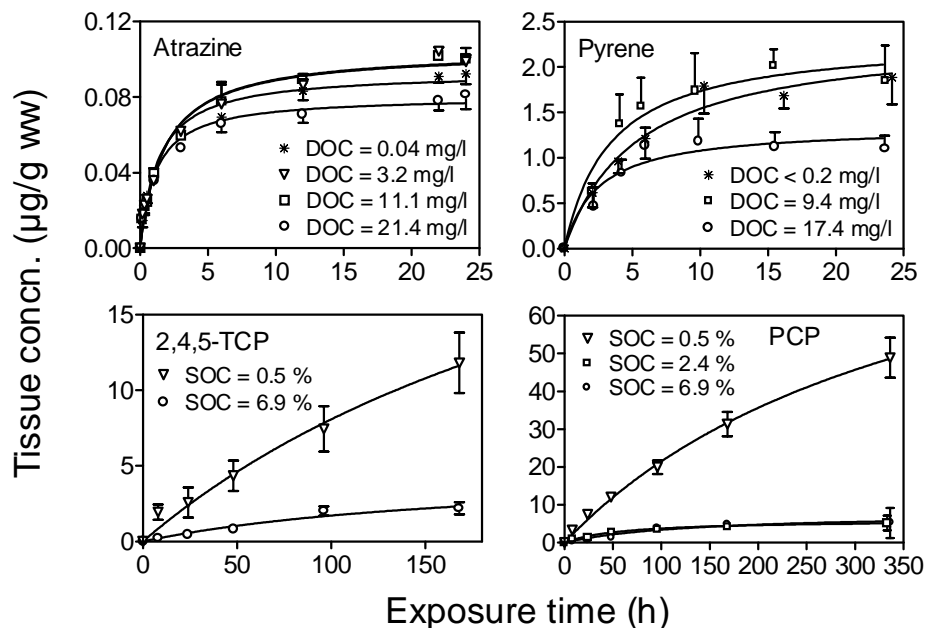 Tissue concn. (µg/g ww)
Atrazine
0.12
0.08
0.04
0.00
DOC = 0.04 mg/l
DOC = 3.2 mg/l
DOC = 11.1 mg/l
DOC = 21.4 mg/l
0 5 10 15 20 25
Pyrene
2.5
2.0
1.5
1.0
0.5
0.0
DOC < 0.2 mg/l
DOC = 9.4 mg/l
DOC = 17.4 mg/l
0 5 10 15 20 25
2,4,5-TCP
15
10
5
0
SOC = 0.5 %
SOC = 6.9 %
0 50 100 150
PCP
60
50
40
30
20
10
0
SOC = 0.5 %
SOC = 2.4 %
SOC = 6.9 %
0 50 100 150 200 250 300 350
Exposure time (h)